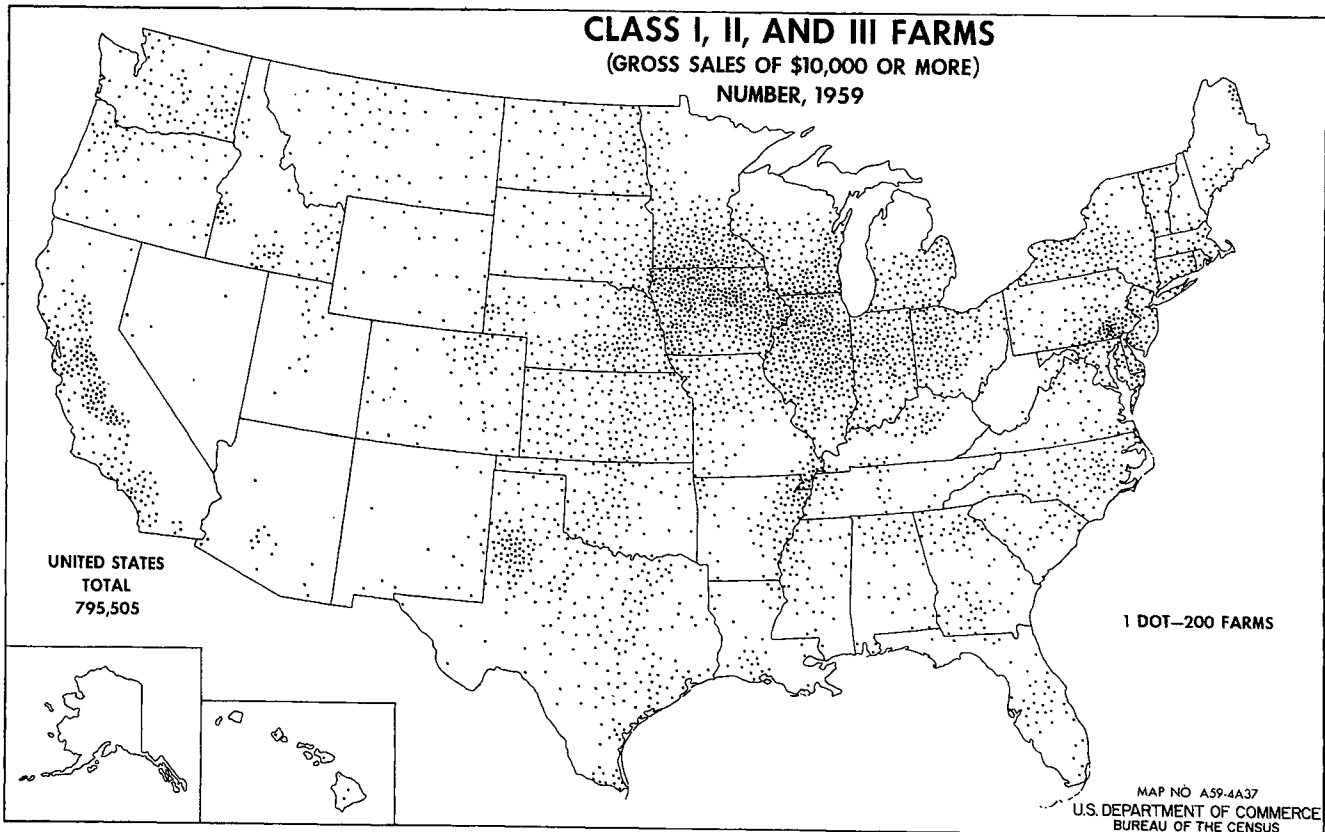 CLASS I, II, AND III FARMS
(GROSS SALES OF $10,000 OR MORE)
NUMBER, 1959
UNITED STATES
TOTAL
795,505
1 DOT—200 FARMS
MAP NO A59-4A37
U.S. DEPARTMENT OF COMMERCE
BUREAU OF THE CENSUS